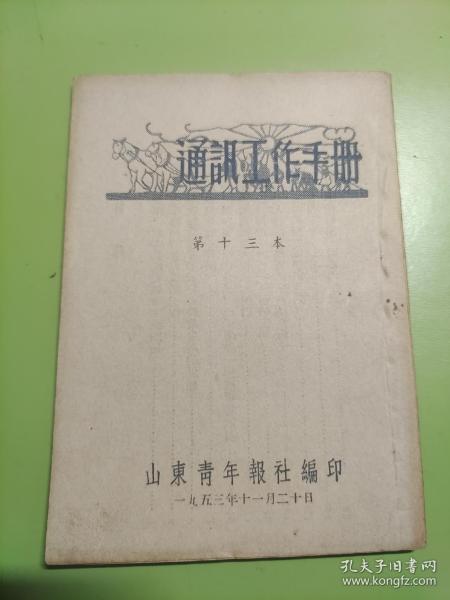 通訊工作手册
第十三本
山東青年報社編印
一九五三年十一月二十日
孔夫子旧书网
www.kongfz.com